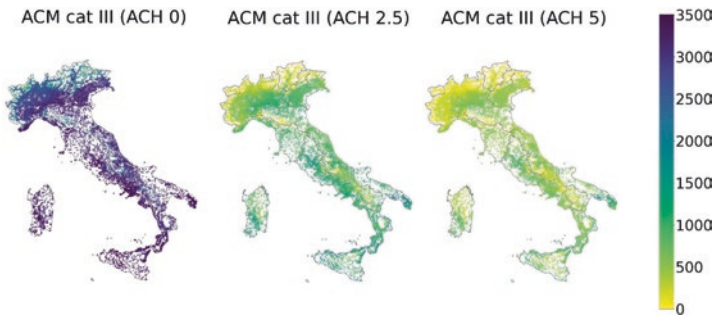 ACM cat III (ACH 0)
ACM cat III (ACH 2.5)
ACM cat III (ACH 5)
3500
3000
2500
2000
1500
1000
500
0